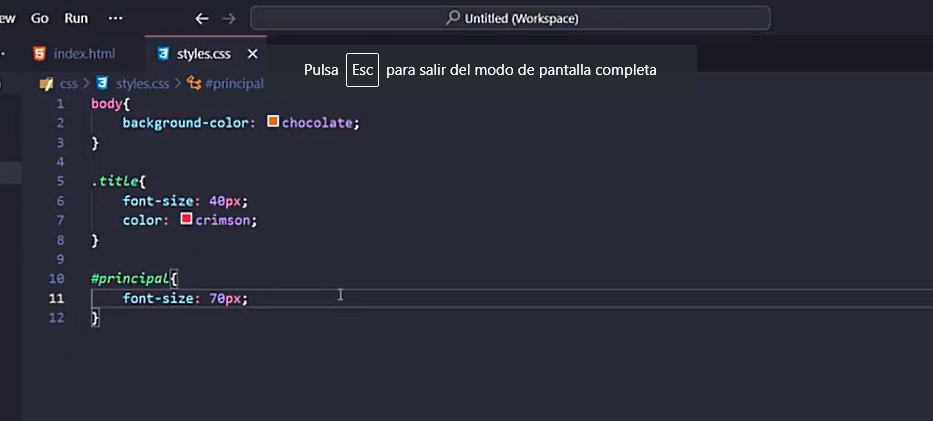 ew Go Run ··· ← → Untitled (Workspace)
index.html styles.css ×
Pulsa Esc para salir del modo de pantalla completa
css > styles.css > #principal
1 body{
2 background-color: chocolate;
3 }
4
5 .title{
6 font-size: 40px;
7 color: crimson;
8 }
9
10 #principal{
11 font-size: 70px;
12 }